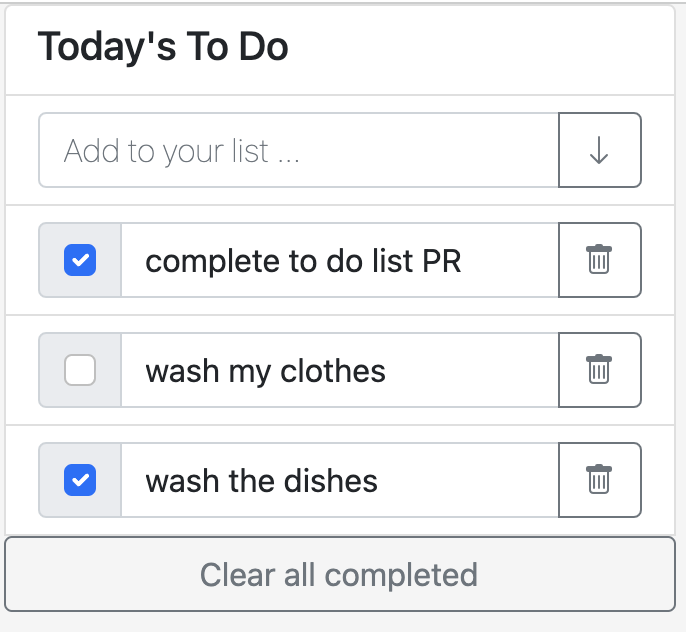 Today's To Do
Add to your list ...
complete to do list PR
wash my clothes
wash the dishes
Clear all completed